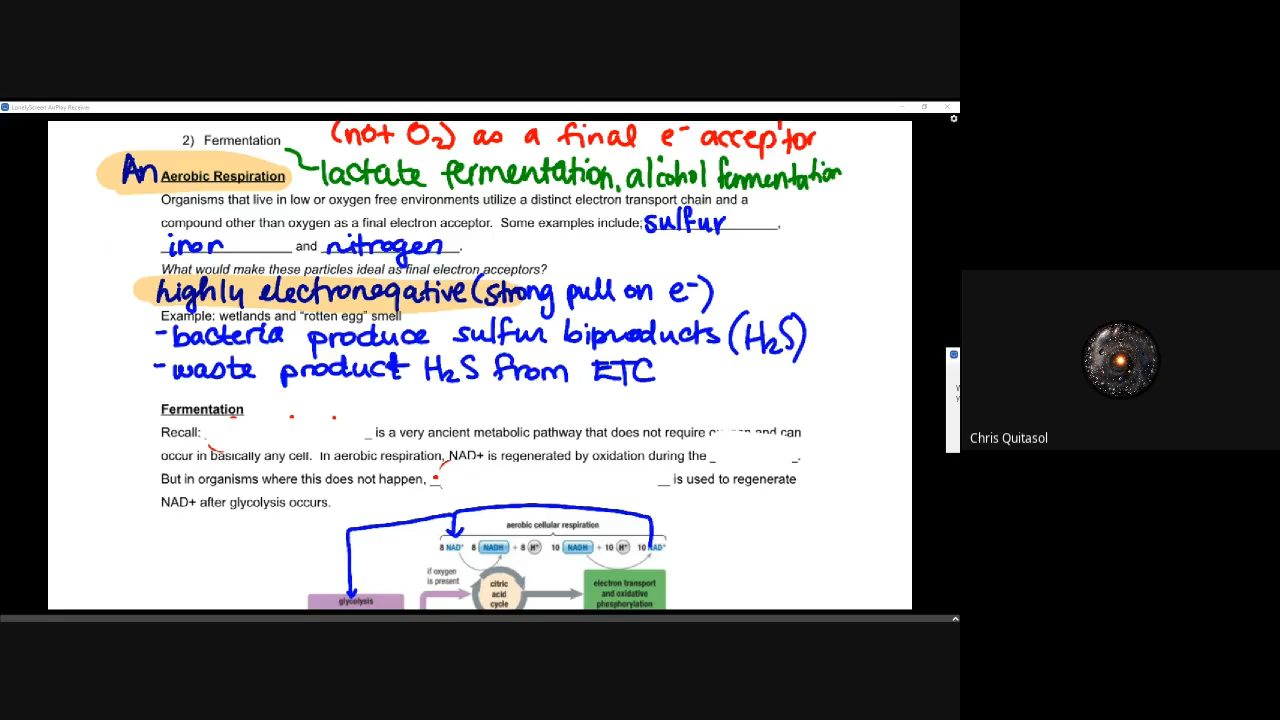 LonelyScreen AirPlay Receiver
2) Fermentation (not O2) as a final e- acceptor
lactate fermentation, alcohol fermentation
An Aerobic Respiration
Organisms that live in low or oxygen free environments utilize a distinct electron transport chain and a
compound other than oxygen as a final electron acceptor. Some examples include; sulfur,
iron and nitrogen.
What would make these particles ideal as final electron acceptors?
highly electronegative (strong pull on e-)
Example: wetlands and “rotten egg” smell
- bacteria produce sulfur biproducts (H2S)
- waste product H2S from ETC
Fermentation
Recall: _ is a very ancient metabolic pathway that does not require and can
occur in basically any cell. In aerobic respiration, NAD+ is regenerated by oxidation during the _ _.
But in organisms where this does not happen, __ __ is used to regenerate
NAD+ after glycolysis occurs.
aerobic cellular respiration
8 NAD+ 8 NADH + 8 H+ 10 NADH + 10 H+ 10 NAD+
if oxygen
is present
citric
acid
cycle
electron transport
and oxidative
phosphorylation
glycolysis
Chris Quitasol